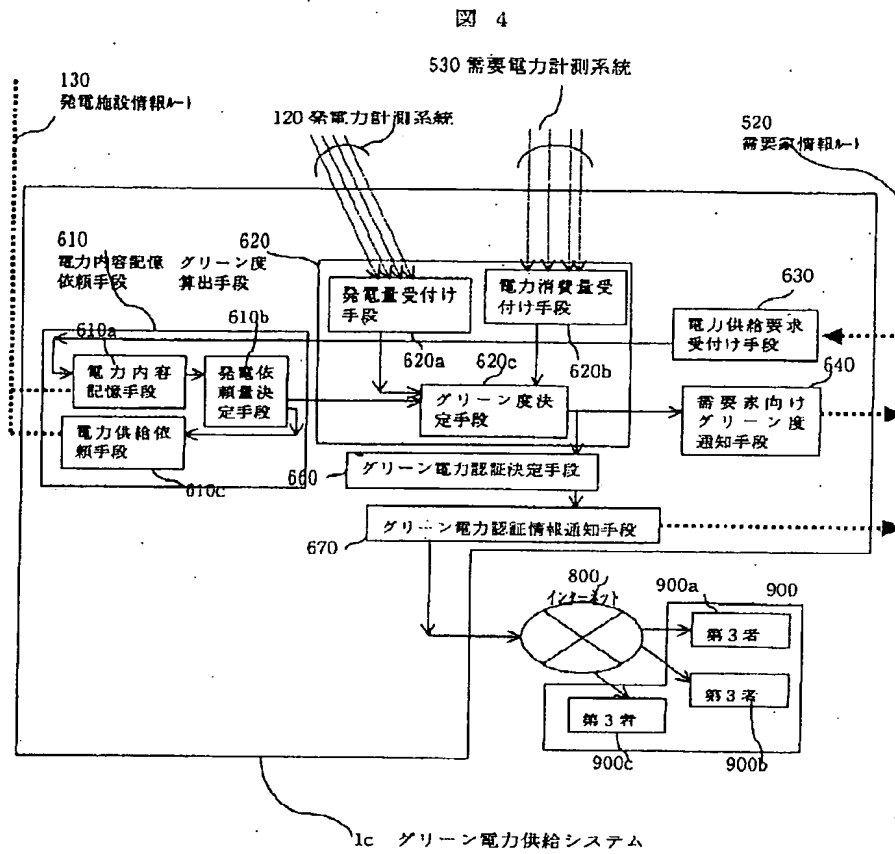 図 4
530 需要電力計測系統
130
発電施設情報ルート
120 発電力計測系統
520
需要家情報ルート
610
電力内容記憶
依頼手段
620
グリーン度
算出手段
発電量受付け
手段
電力消費量受
付け手段
630
電力供給要求
受付け手段
610a
610b
620a
620b
電力内容
記憶手段
発電依
頼量決
定手段
620c
グリーン度決
定手段
640
需要家向け
グリーン度
通知手段
電力供給依
頼手段
610c
660
グリーン電力認証決定手段
670
グリーン電力認証情報通知手段
800
インターネット
900a
900
第3者
第3者
第3者
900c
900b
1c グリーン電力供給システム